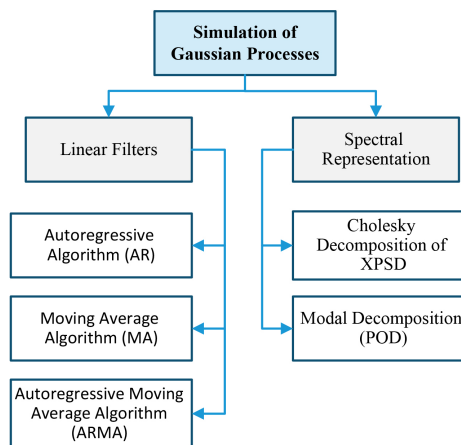 Simulation of
Gaussian Processes
Linear Filters
Spectral
Representation
Autoregressive
Algorithm (AR)
Moving Average
Algorithm (MA)
Autoregressive Moving
Average Algorithm
(ARMA)
Cholesky
Decomposition of
XPSD
Modal Decomposition
(POD)